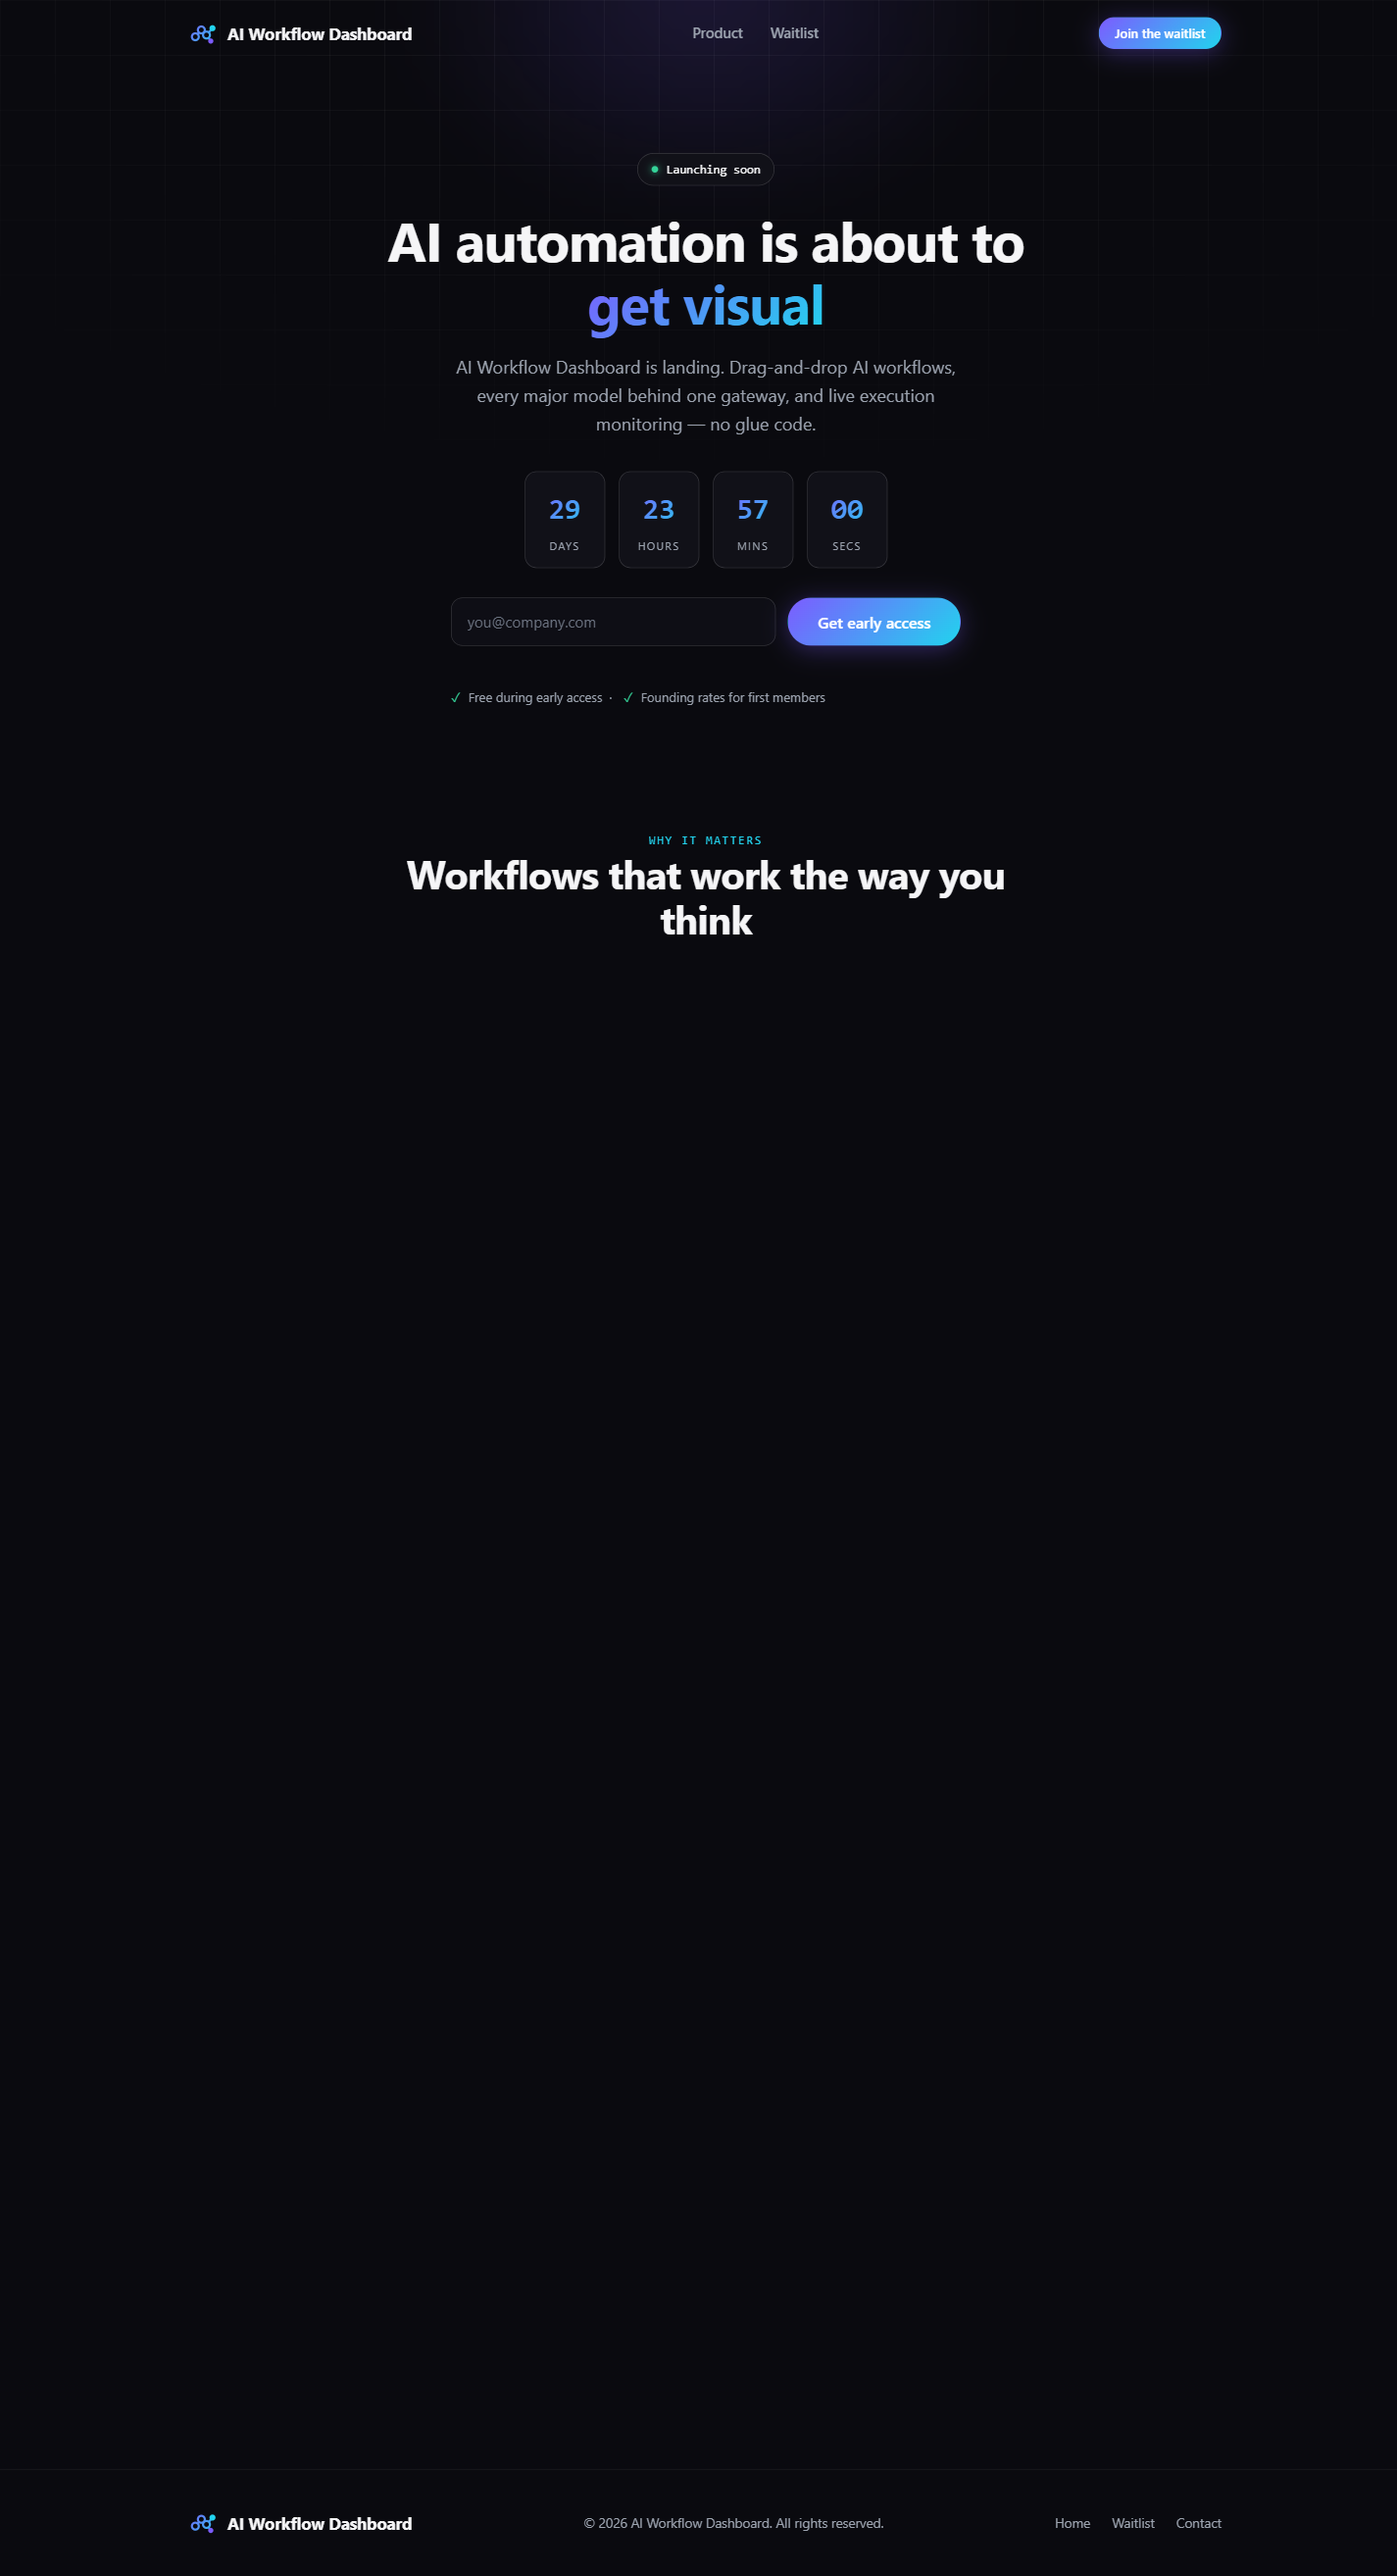 AI Workflow Dashboard
Product
Waitlist
Join the waitlist
Launching soon
AI automation is about to
get visual
AI Workflow Dashboard is landing. Drag-and-drop AI workflows,
every major model behind one gateway, and live execution
monitoring — no glue code.
29
23
57
00
DAYS
HOURS
MINS
SECS
you@company.com
Get early access
✓ Free during early access · ✓ Founding rates for first members
WHY IT MATTERS
Workflows that work the way you
think
AI Workflow Dashboard
© 2026 AI Workflow Dashboard. All rights reserved.
Home
Waitlist
Contact